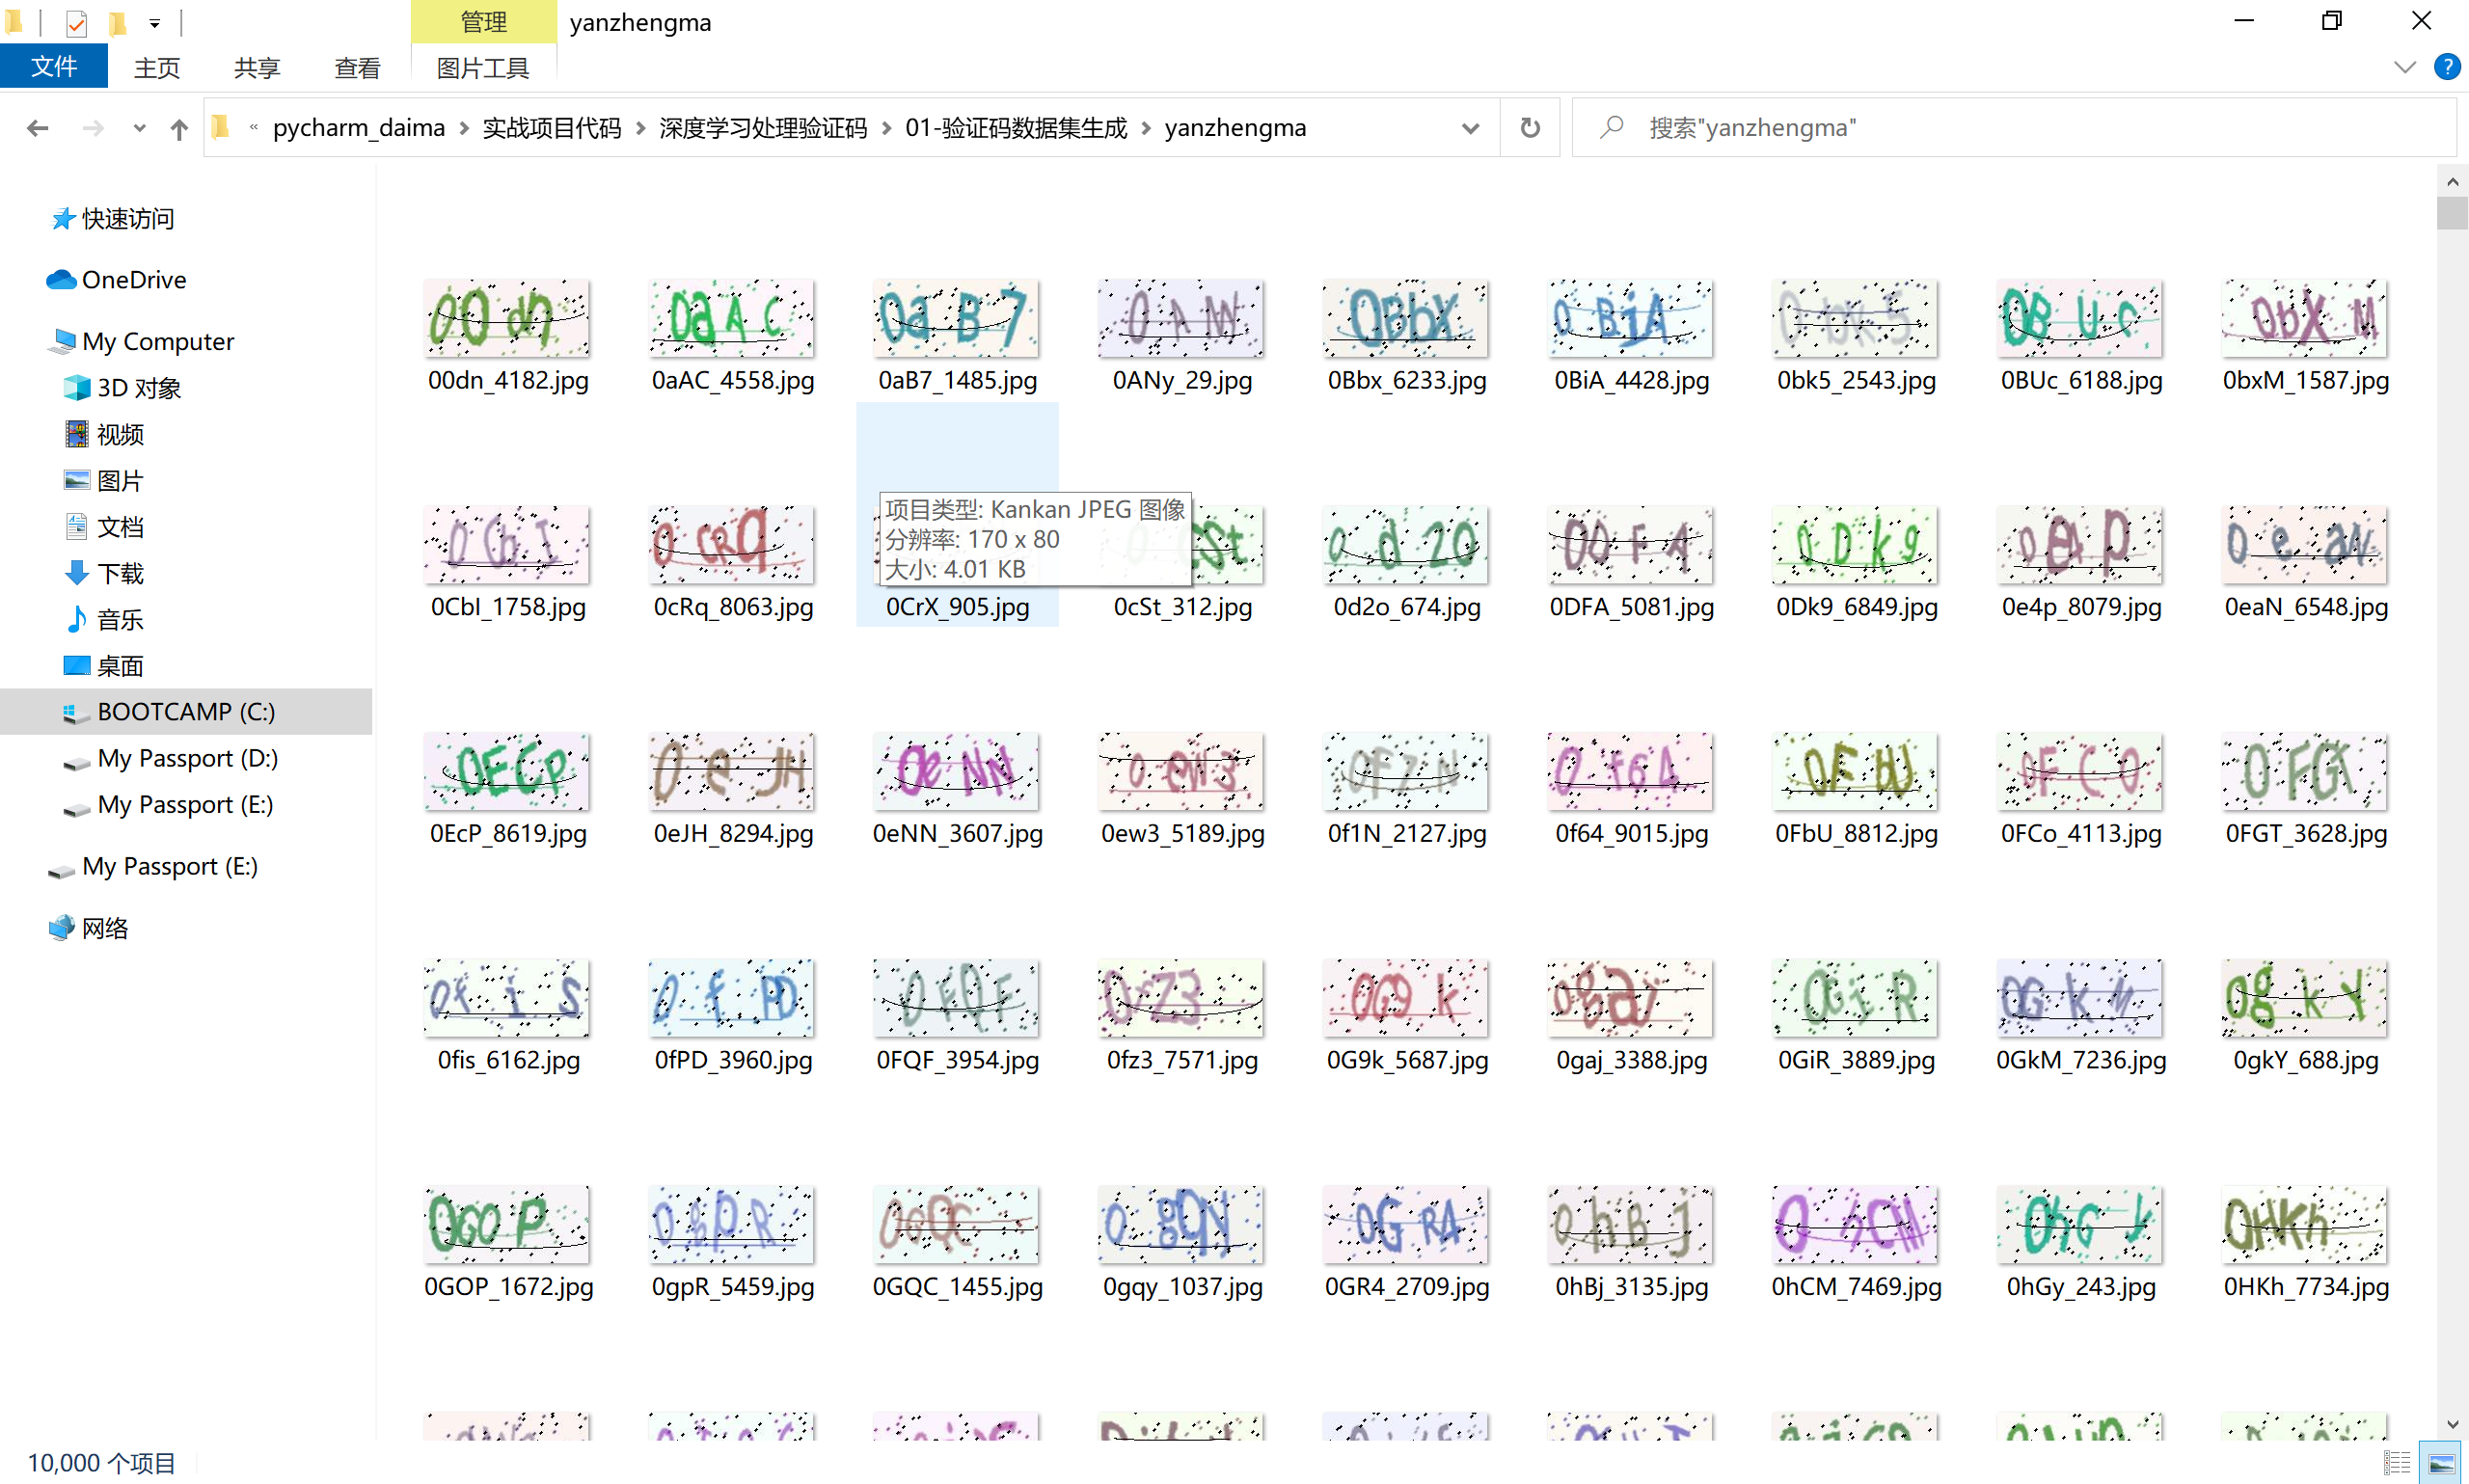 管理 yanzhengma
文件 主页 共享 查看 图片工具
« pycharm_daima > 实战项目代码 > 深度学习处理验证码 > 01-验证码数据集生成 > yanzhengma
搜索"yanzhengma"
快速访问
OneDrive
My Computer
3D 对象
视频
图片
文档
下载
音乐
桌面
BOOTCAMP (C:)
My Passport (D:)
My Passport (E:)
My Passport (E:)
网络
00dn_4182.jpg 0aAC_4558.jpg 0aB7_1485.jpg 0ANy_29.jpg 0Bbx_6233.jpg 0BiA_4428.jpg 0bk5_2543.jpg 0BUc_6188.jpg 0bxM_1587.jpg
项目类型: Kankan JPEG 图像
分辨率: 170 x 80
大小: 4.01 KB
0CbI_1758.jpg 0cRq_8063.jpg 0CrX_905.jpg 0cSt_312.jpg 0d2o_674.jpg 0DFA_5081.jpg 0Dk9_6849.jpg 0e4p_8079.jpg 0eaN_6548.jpg
0EcP_8619.jpg 0eJH_8294.jpg 0eNN_3607.jpg 0ew3_5189.jpg 0f1N_2127.jpg 0f64_9015.jpg 0FbU_8812.jpg 0FCo_4113.jpg 0FGT_3628.jpg
0fis_6162.jpg 0fPD_3960.jpg 0FQF_3954.jpg 0fz3_7571.jpg 0G9k_5687.jpg 0gaj_3388.jpg 0GiR_3889.jpg 0GkM_7236.jpg 0gkY_688.jpg
0GOP_1672.jpg 0gpR_5459.jpg 0GQC_1455.jpg 0gqy_1037.jpg 0GR4_2709.jpg 0hBj_3135.jpg 0hCM_7469.jpg 0hGy_243.jpg 0HKh_7734.jpg
10,000 个项目